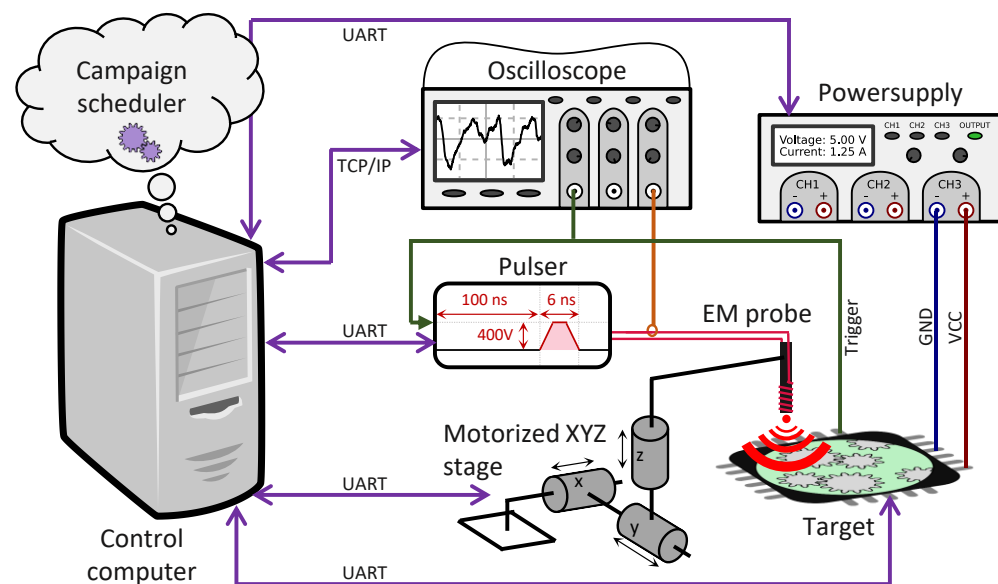 UART
Campaign
scheduler
Oscilloscope
Powersupply
CH1 CH2 CH3 OUTPUT
Voltage: 5.00 V
Current: 1.25 A
TCP/IP
CH1 CH2 CH3
- + - + - +
Pulser
100 ns 6 ns
400V
UART
EM probe
Trigger
GND
VCC
Motorized XYZ
stage
z
x
y
UART
Target
Control
computer
UART